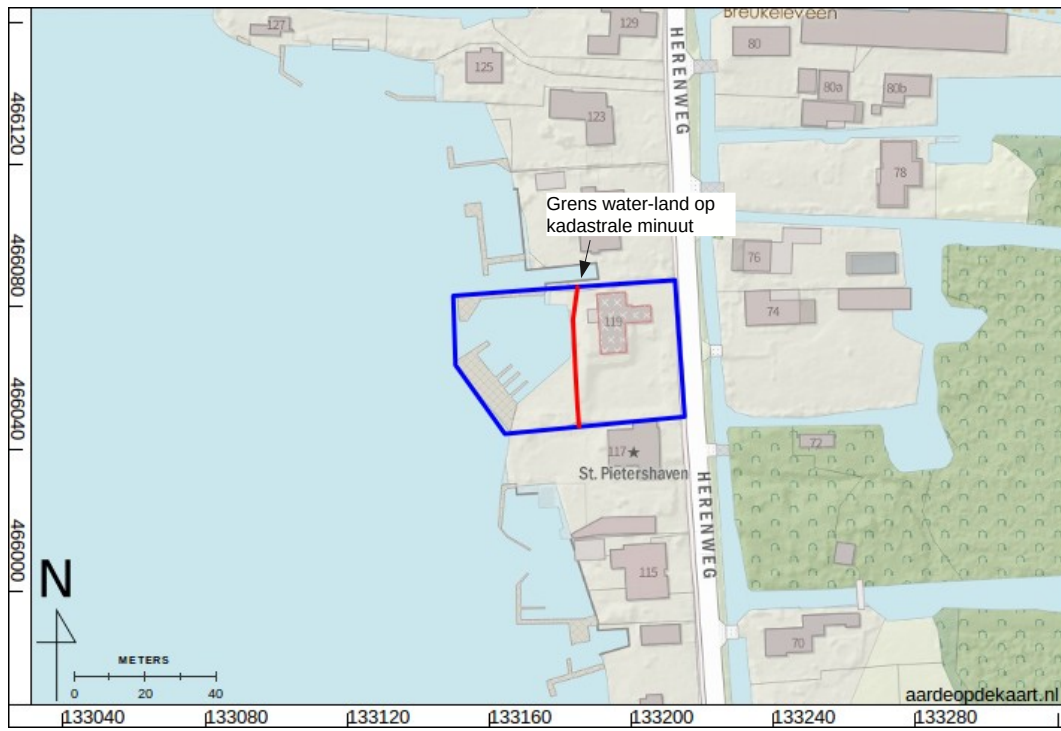 Breukeleveen
127
129
80
125
80a
80b
123
HERENWEG
78
Grens water-land op
kadastrale minuut
76
74
119
72
117
St. Pietershaven
HERENWEG
115
70
466120
466080
466040
466000
N
METERS
0 20 40
aardeopdekaart.nl
133040 133080 133120 133160 133200 133240 133280